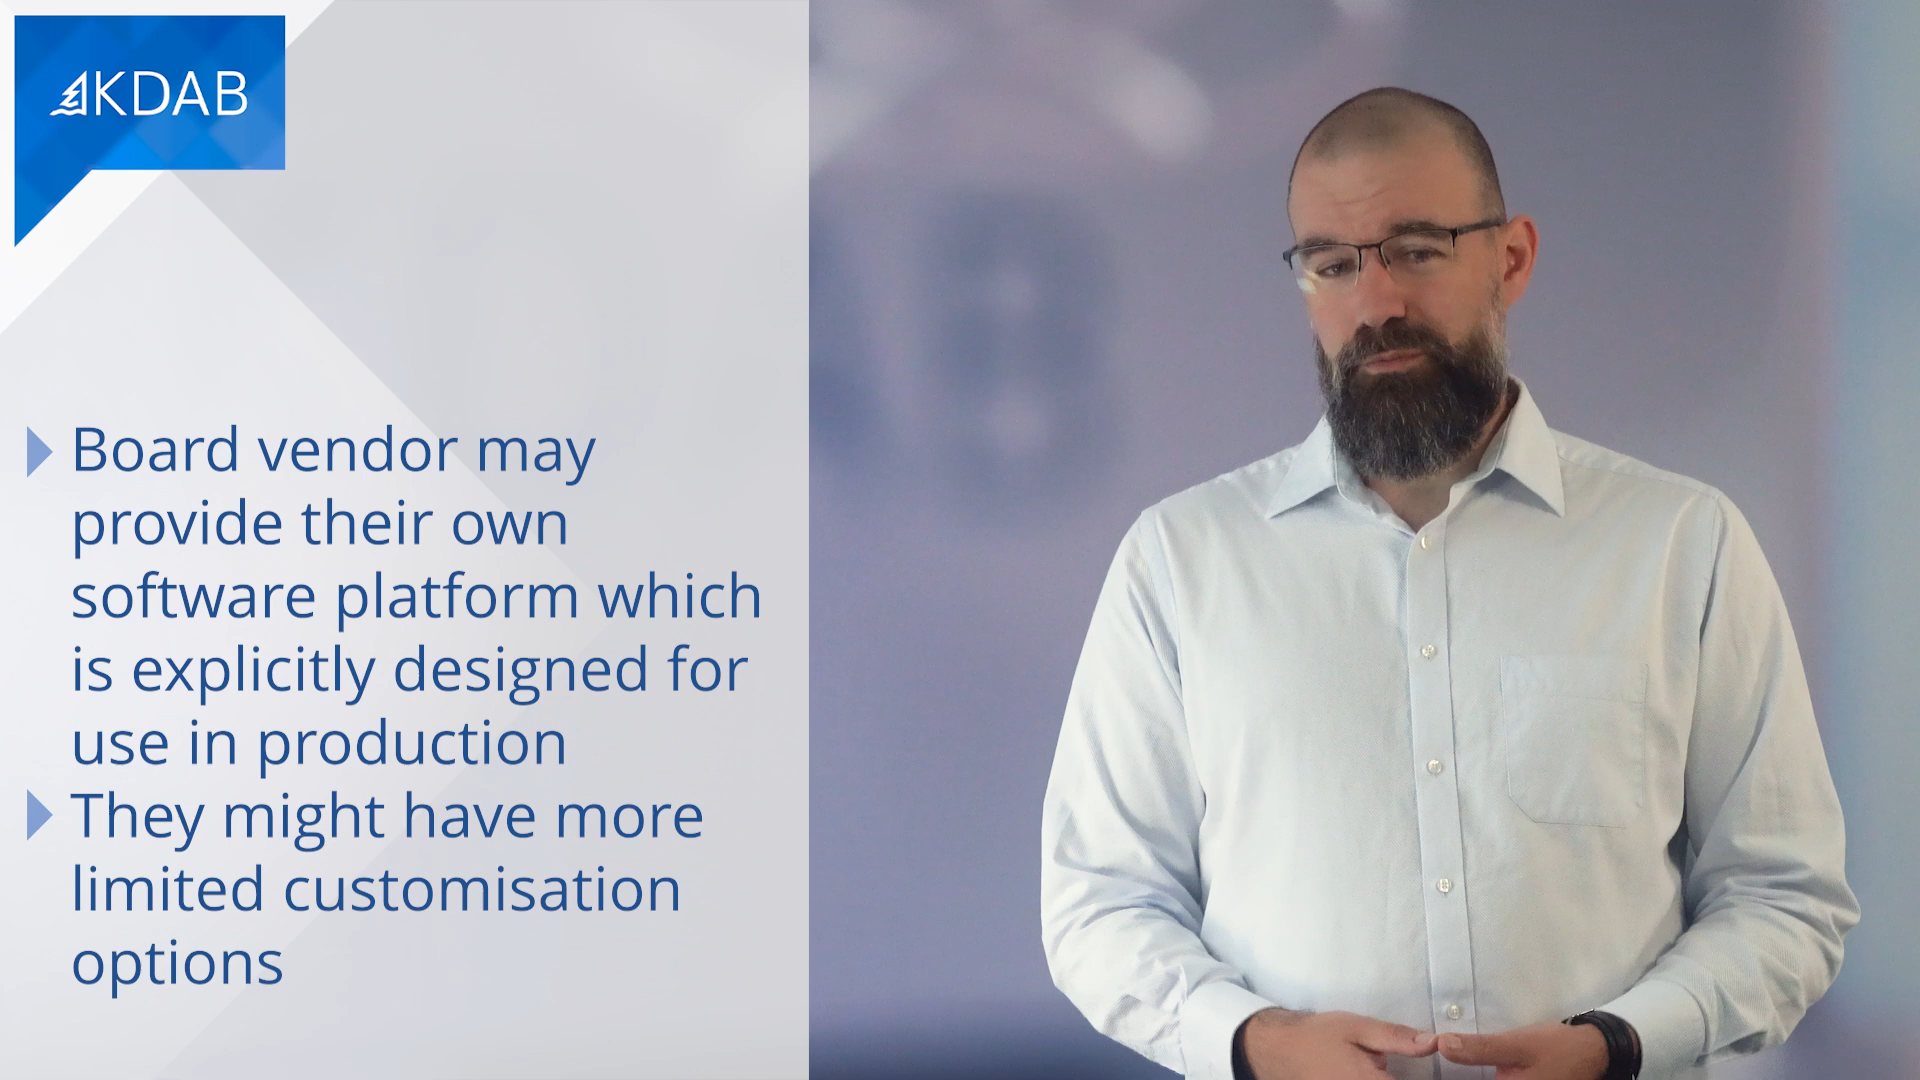 KDAB
Board vendor may
provide their own
software platform which
is explicitly designed for
use in production
They might have more
limited customisation
options